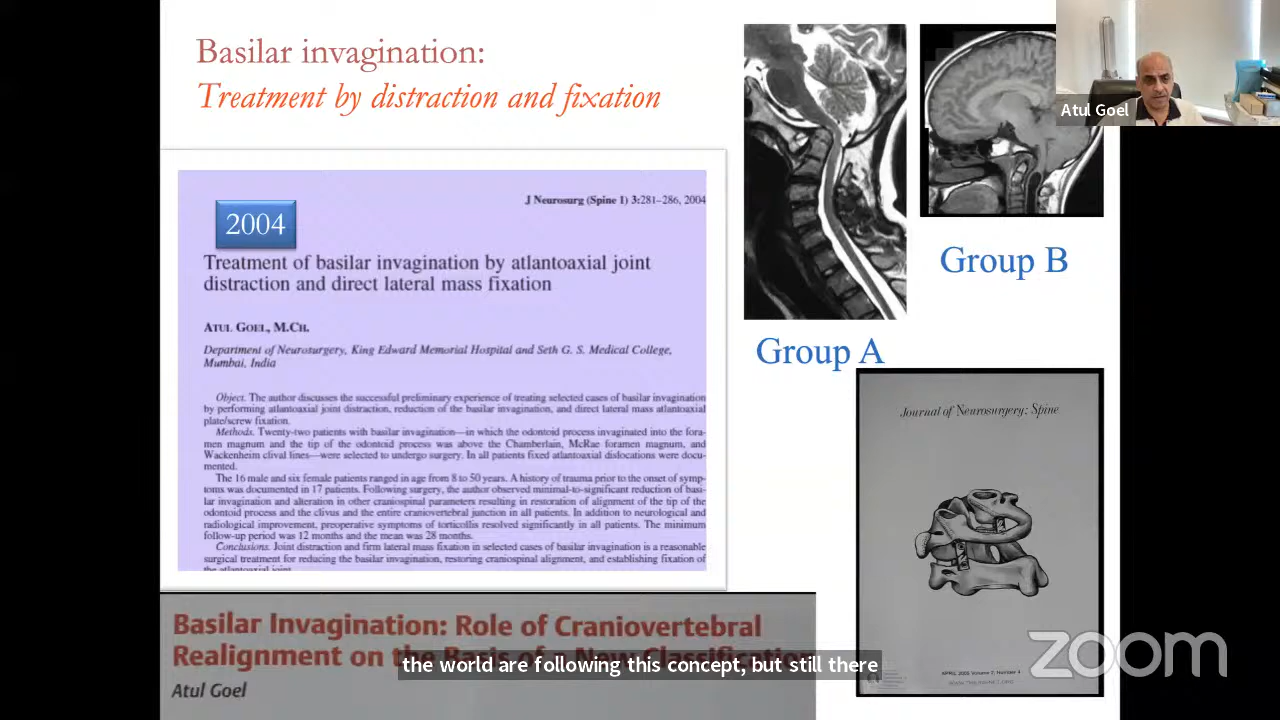 Basilar invagination:
Treatment by distraction and fixation
J Neurosurg (Spine 1) 3:281–286, 2004
2004
Treatment of basilar invagination by atlantoaxial joint
distraction and direct lateral mass fixation
ATUL GOEL, M.CH.
Department of Neurosurgery, King Edward Memorial Hospital and Seth G. S. Medical College,
Mumbai, India
Object. The author discusses the successful preliminary experience of treating selected cases of basilar invagination
by performing atlantoaxial joint distraction, reduction of the basilar invagination, and direct lateral mass atlantoaxial
plate/screw fixation.
Methods. Twenty-two patients with basilar invagination—in which the odontoid process invaginated into the fora-
men magnum and the tip of the odontoid process was above the Chamberlain, McRae foramen magnum, and
Wackenheim clival lines—were selected to undergo surgery. In all patients fixed atlantoaxial dislocations were docu-
mented.
The 16 male and six female patients ranged in age from 8 to 50 years. A history of trauma prior to the onset of symp-
toms was documented in 17 patients. Following surgery, the author observed minimal-to-significant reduction of basi-
lar invagination and alteration in other craniospinal parameters resulting in restoration of alignment of the tip of the
odontoid process and the clivus and the entire craniovertebral junction in all patients. In addition to neurological and
radiological improvement, preoperative symptoms of torticollis resolved significantly in all patients. The minimum
follow-up period was 12 months and the mean was 28 months.
Conclusions. Joint distraction and firm lateral mass fixation in selected cases of basilar invagination is a reasonable
surgical treatment for reducing the basilar invagination, restoring craniospinal alignment, and establishing fixation of
the atlantoaxial joint.
Basilar Invagination: Role of Craniovertebral
Realignment on the Basis of a New Classification
Atul Goel
Group A
Group B
Journal of Neurosurgery: Spine
Atul Goel
the world are following this concept, but still there
zoom